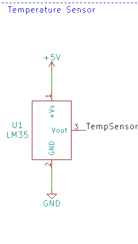 Temperature Sensor
+5V
1
+Vs
U1
LM35
Vout
3
TempSensor
GND
2
GND